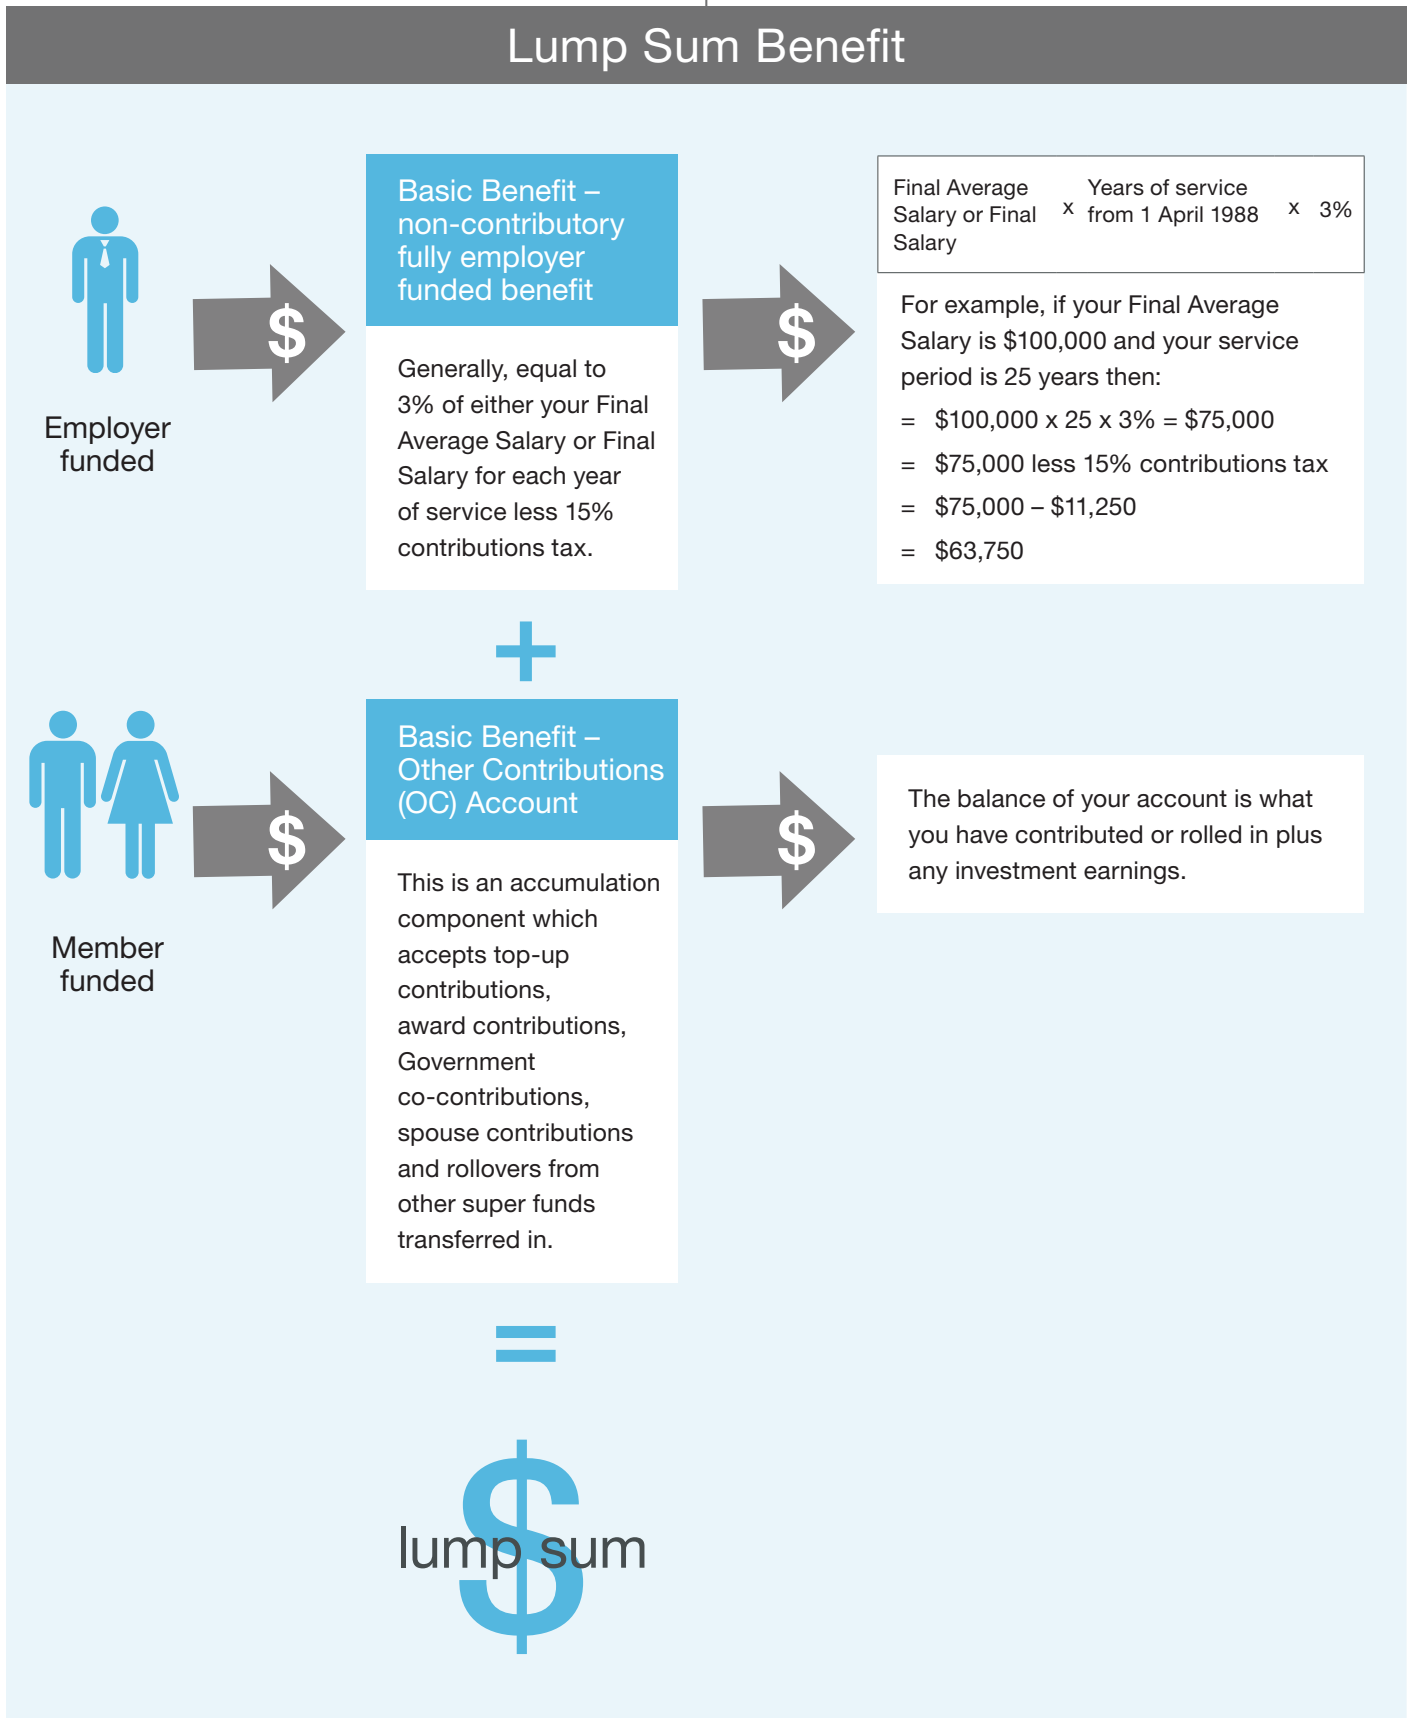 Lump Sum Benefit
Employer
funded
$
Basic Benefit –
non-contributory
fully employer
funded benefit
Generally, equal to
3% of either your Final
Average Salary or Final
Salary for each year
of service less 15%
contributions tax.
$
Final Average
Salary or Final
Salary
x
Years of service
from 1 April 1988
x
3%
For example, if your Final Average
Salary is $100,000 and your service
period is 25 years then:
= $100,000 x 25 x 3% = $75,000
= $75,000 less 15% contributions tax
= $75,000 – $11,250
= $63,750
+
Member
funded
$
Basic Benefit –
Other Contributions
(OC) Account
This is an accumulation
component which
accepts top-up
contributions,
award contributions,
Government
co-contributions,
spouse contributions
and rollovers from
other super funds
transferred in.
$
The balance of your account is what
you have contributed or rolled in plus
any investment earnings.
=
$
lump sum